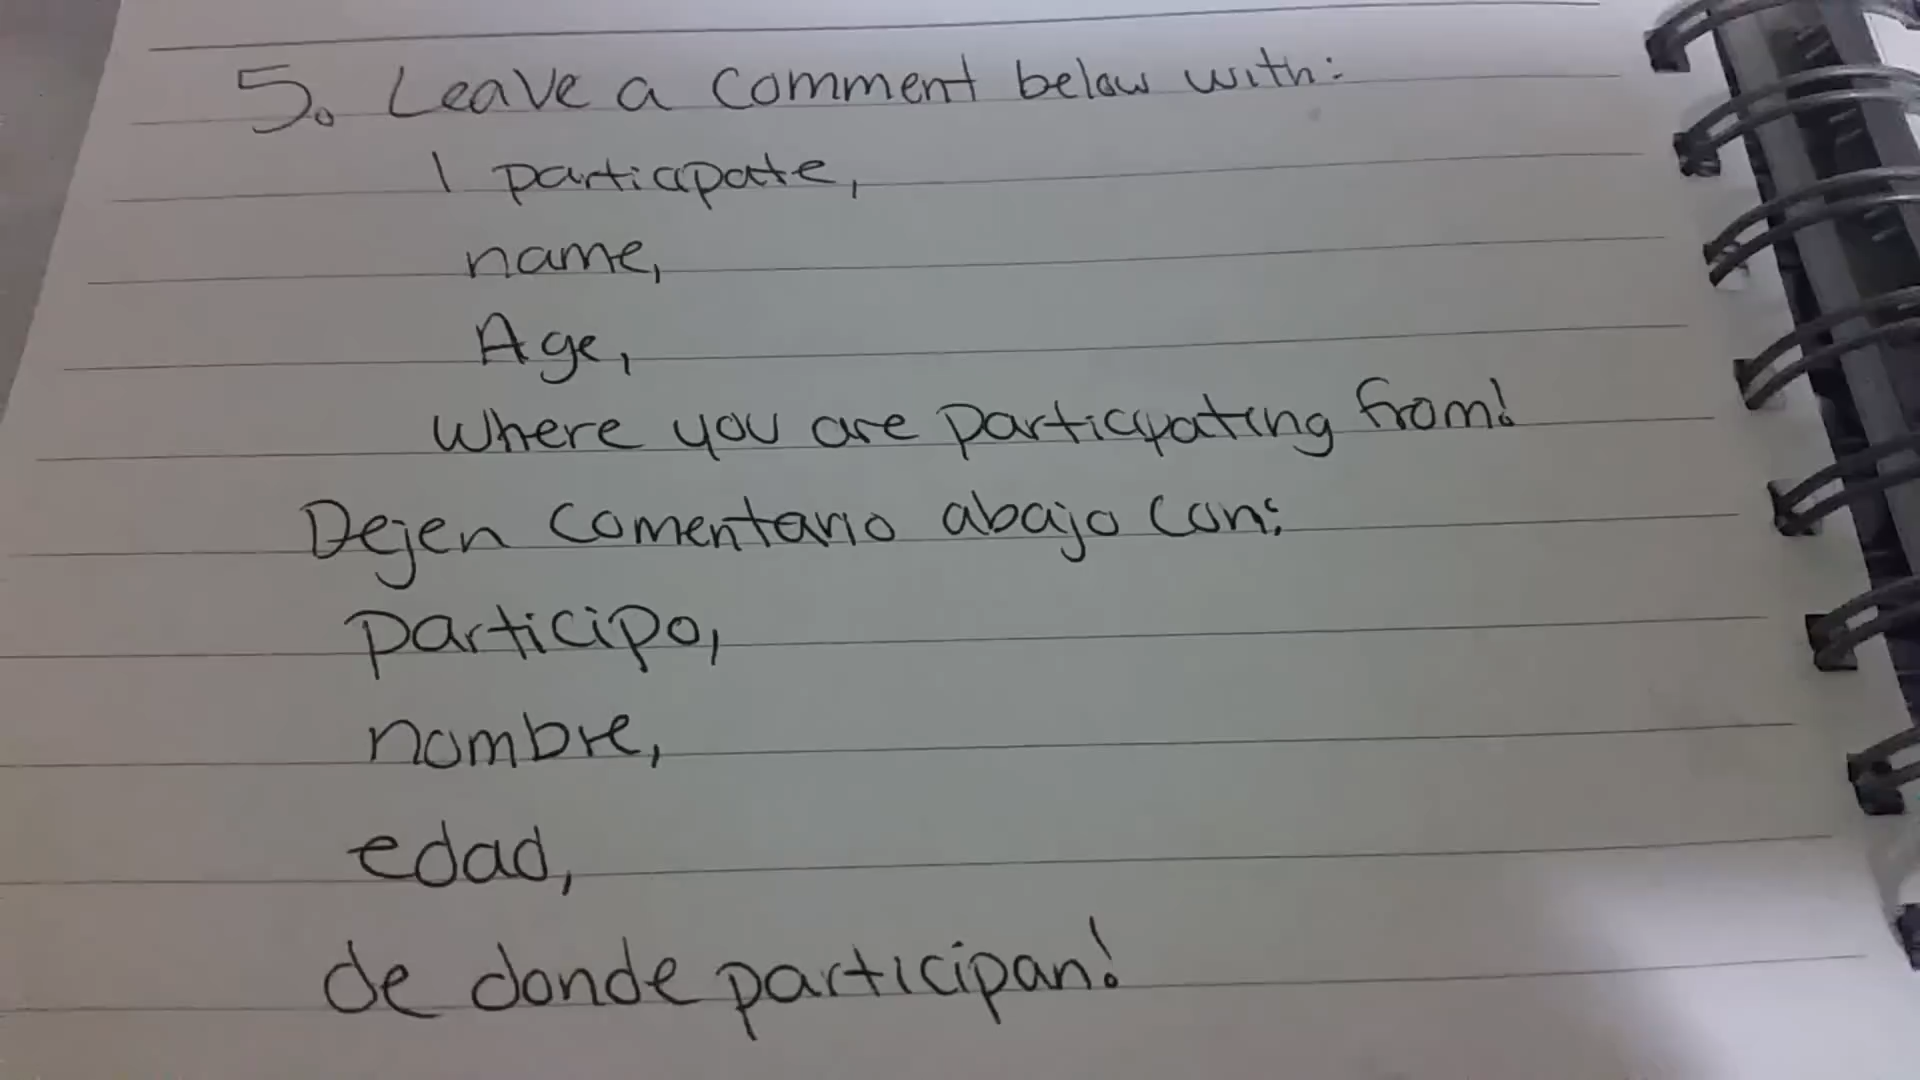 5. Leave a comment below with:
I participate,
name,
Age,
where you are participating from!
Dejen comentario abajo con:
participo,
nombre,
edad,
de donde participan!